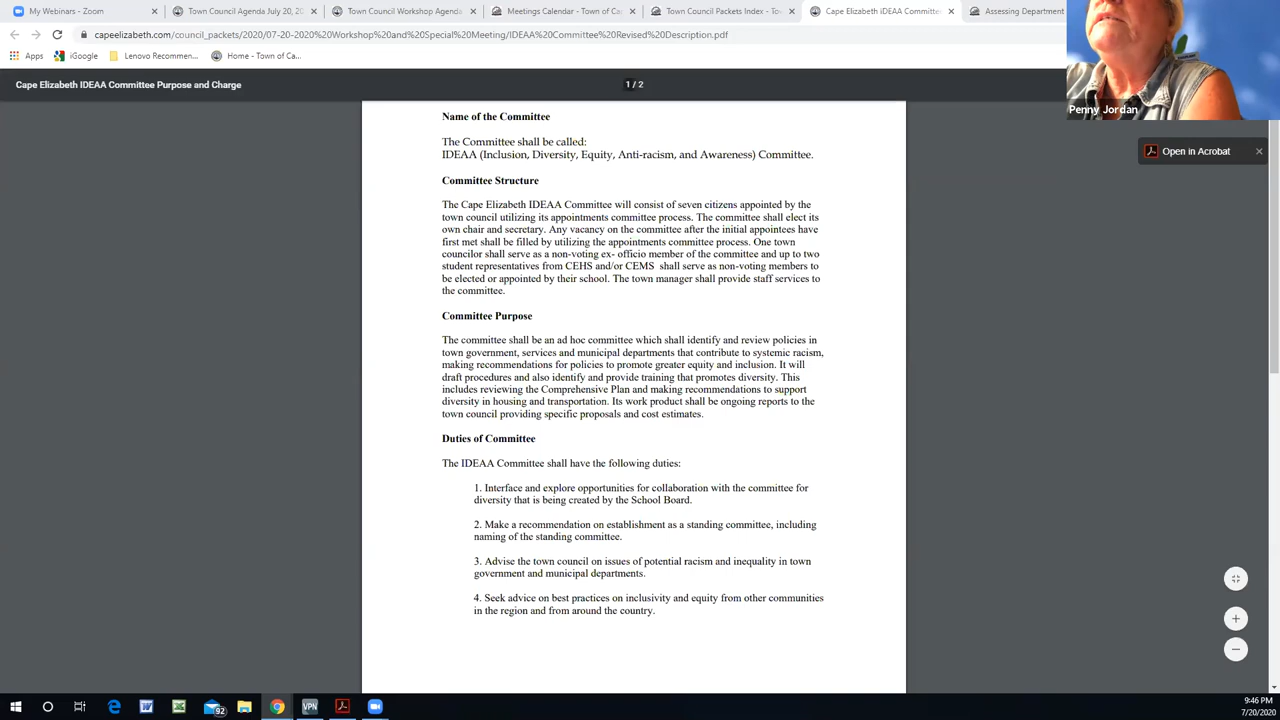 My Webinars - Zoom
Town Council Agenda July 20, 20
Town Council Workshop Agenda
Meetings Calendar - Town of Ca
Town Council Packets Index - To
Cape Elizabeth IDEAA Committe
Assessing Department
capeelizabeth.com/council_packets/2020/07-20-2020%20Workshop%20and%20Special%20Meeting/IDEAA%20Committee%20Revised%20Description.pdf
Apps
iGoogle
Lenovo Recommen...
Home - Town of Ca...
Cape Elizabeth IDEAA Committee Purpose and Charge
1 / 2
Penny Jordan
Open in Acrobat
Name of the Committee
The Committee shall be called:
IDEAA (Inclusion, Diversity, Equity, Anti-racism, and Awareness) Committee.
Committee Structure
The Cape Elizabeth IDEAA Committee will consist of seven citizens appointed by the
town council utilizing its appointments committee process. The committee shall elect its
own chair and secretary. Any vacancy on the committee after the initial appointees have
first met shall be filled by utilizing the appointments committee process. One town
councilor shall serve as a non-voting ex- officio member of the committee and up to two
student representatives from CEHS and/or CEMS shall serve as non-voting members to
be elected or appointed by their school. The town manager shall provide staff services to
the committee.
Committee Purpose
The committee shall be an ad hoc committee which shall identify and review policies in
town government, services and municipal departments that contribute to systemic racism,
making recommendations for policies to promote greater equity and inclusion. It will
draft procedures and also identify and provide training that promotes diversity. This
includes reviewing the Comprehensive Plan and making recommendations to support
diversity in housing and transportation. Its work product shall be ongoing reports to the
town council providing specific proposals and cost estimates.
Duties of Committee
The IDEAA Committee shall have the following duties:
1. Interface and explore opportunities for collaboration with the committee for
diversity that is being created by the School Board.
2. Make a recommendation on establishment as a standing committee, including
naming of the standing committee.
3. Advise the town council on issues of potential racism and inequality in town
government and municipal departments.
4. Seek advice on best practices on inclusivity and equity from other communities
in the region and from around the country.
92
VPN
9:46 PM
7/20/2020